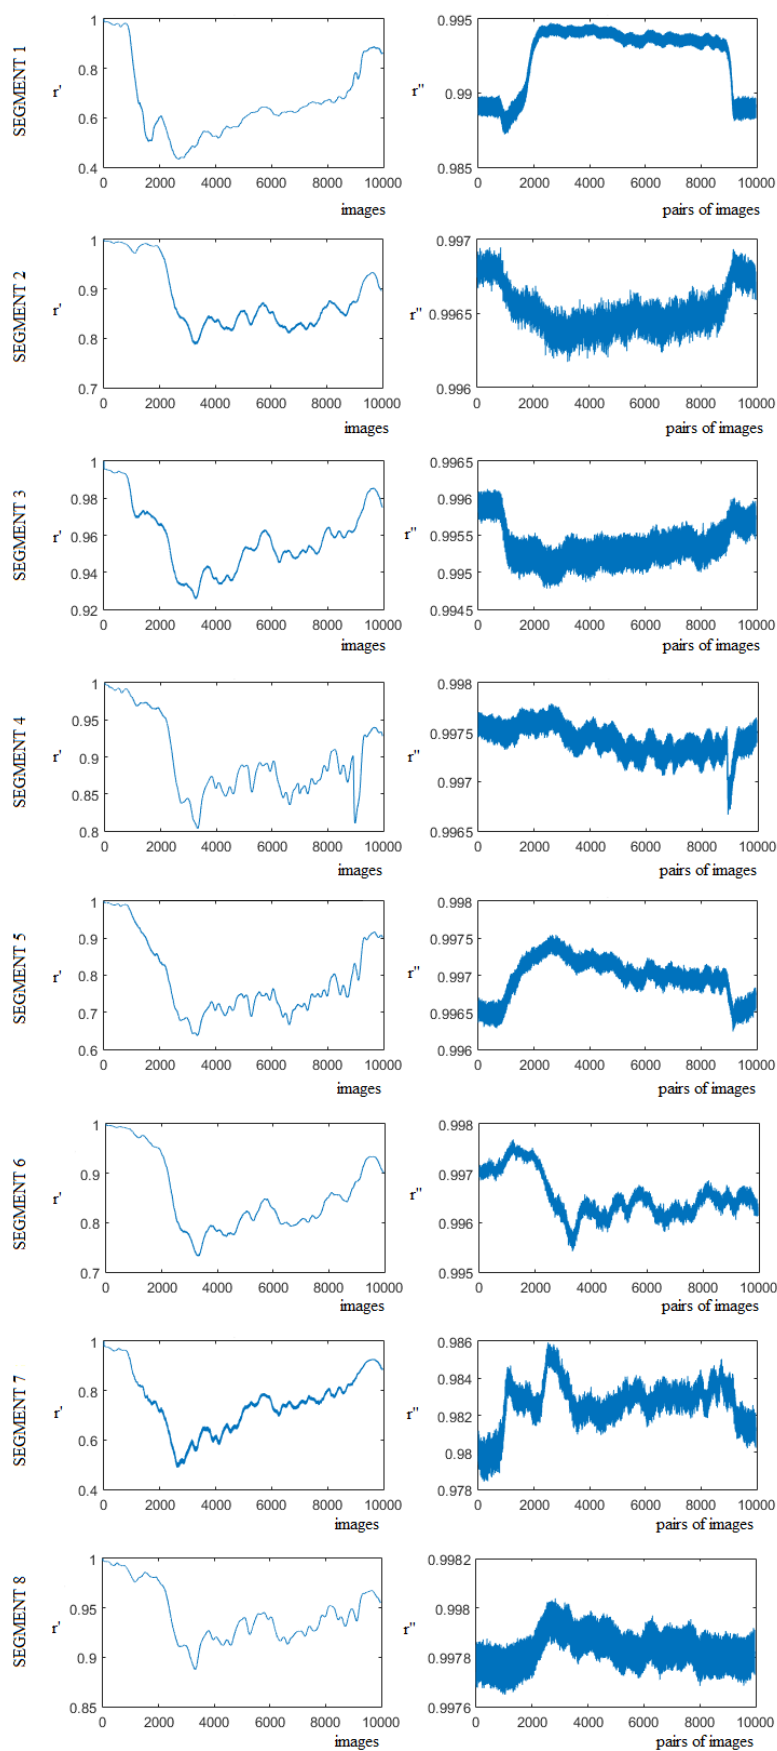 SEGMENT 1
r'
1
0.8
0.6
0.4
0 2000 4000 6000 8000 10000
images
r''
0.995
0.99
0.985
0 2000 4000 6000 8000 10000
pairs of images
SEGMENT 2
r'
1
0.9
0.8
0.7
0 2000 4000 6000 8000 10000
images
r''
0.997
0.9965
0.996
0 2000 4000 6000 8000 10000
pairs of images
SEGMENT 3
r'
1
0.98
0.96
0.94
0.92
0 2000 4000 6000 8000 10000
images
r''
0.9965
0.996
0.9955
0.995
0.9945
0 2000 4000 6000 8000 10000
pairs of images
SEGMENT 4
r'
1
0.95
0.9
0.85
0.8
0 2000 4000 6000 8000 10000
images
r''
0.998
0.9975
0.997
0.9965
0 2000 4000 6000 8000 10000
pairs of images
SEGMENT 5
r'
1
0.9
0.8
0.7
0.6
0 2000 4000 6000 8000 10000
images
r''
0.998
0.9975
0.997
0.9965
0.996
0 2000 4000 6000 8000 10000
pairs of images
SEGMENT 6
r'
1
0.9
0.8
0.7
0 2000 4000 6000 8000 10000
images
r''
0.998
0.997
0.996
0.995
0 2000 4000 6000 8000 10000
pairs of images
SEGMENT 7
r'
1
0.8
0.6
0.4
0 2000 4000 6000 8000 10000
images
r''
0.986
0.984
0.982
0.98
0.978
0 2000 4000 6000 8000 10000
pairs of images
SEGMENT 8
r'
1
0.95
0.9
0.85
0 2000 4000 6000 8000 10000
images
r''
0.9982
0.998
0.9978
0.9976
0 2000 4000 6000 8000 10000
pairs of images